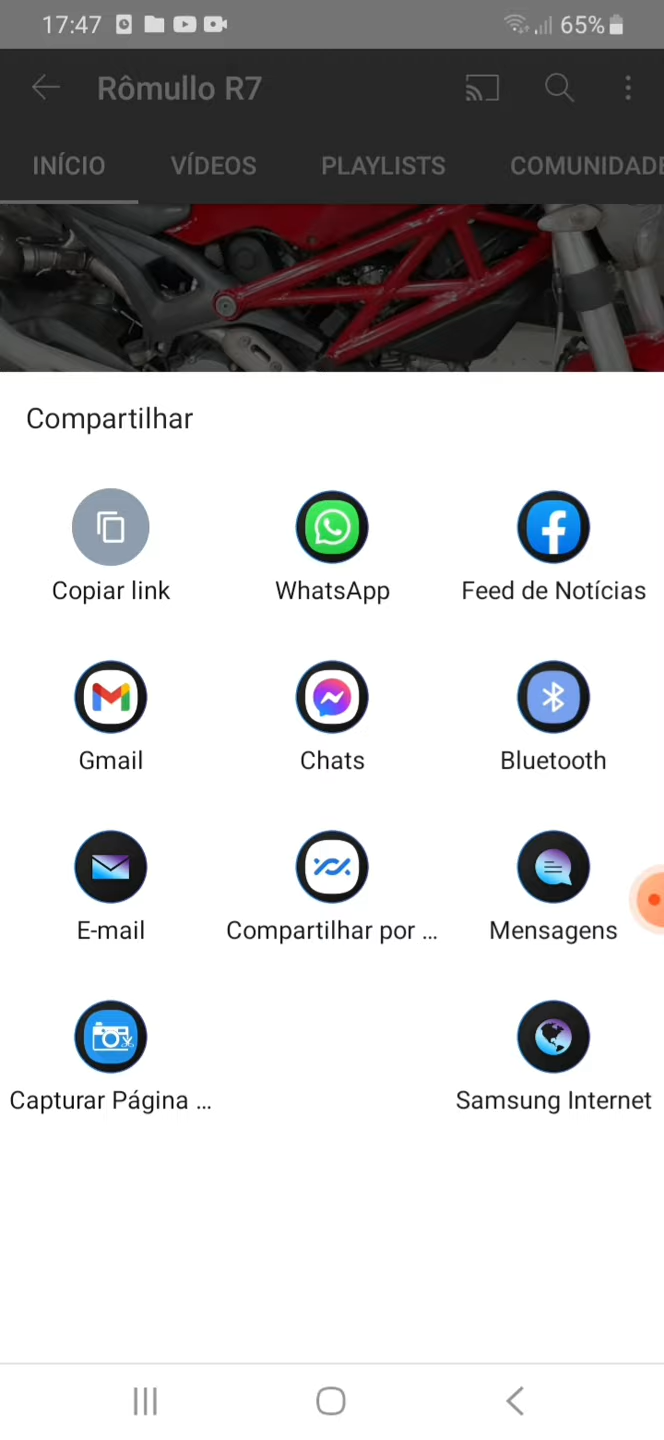 17:47
65%
Rômullo R7
INÍCIO VÍDEOS PLAYLISTS COMUNIDADE
Compartilhar
Copiar link WhatsApp Feed de Notícias
Gmail Chats Bluetooth
E-mail Compartilhar por ... Mensagens
Capturar Página ... Samsung Internet